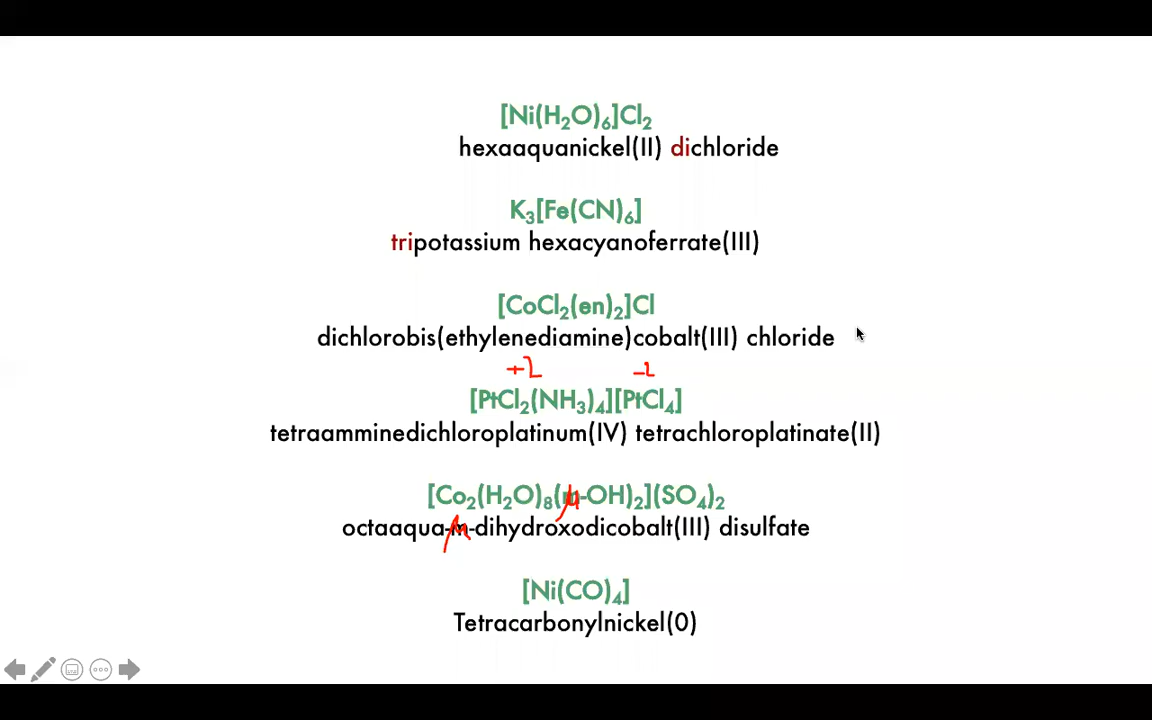 [Ni(H₂O)₆]Cl₂
hexaaquanickel(II) dichloride
K₃[Fe(CN)₆]
tripotassium hexacyanoferrate(III)
[CoCl₂(en)₂]Cl
dichlorobis(ethylenediamine)cobalt(III) chloride
+2 -2
[PtCl₂(NH₃)₄][PtCl₄]
tetraamminedichloroplatinum(IV) tetrachloroplatinate(II)
[Co₂(H₂O)₈(μ-OH)₂](SO₄)₂
octaaqua-μ-dihydroxodicobalt(III) disulfate
[Ni(CO)₄]
Tetracarbonylnickel(0)